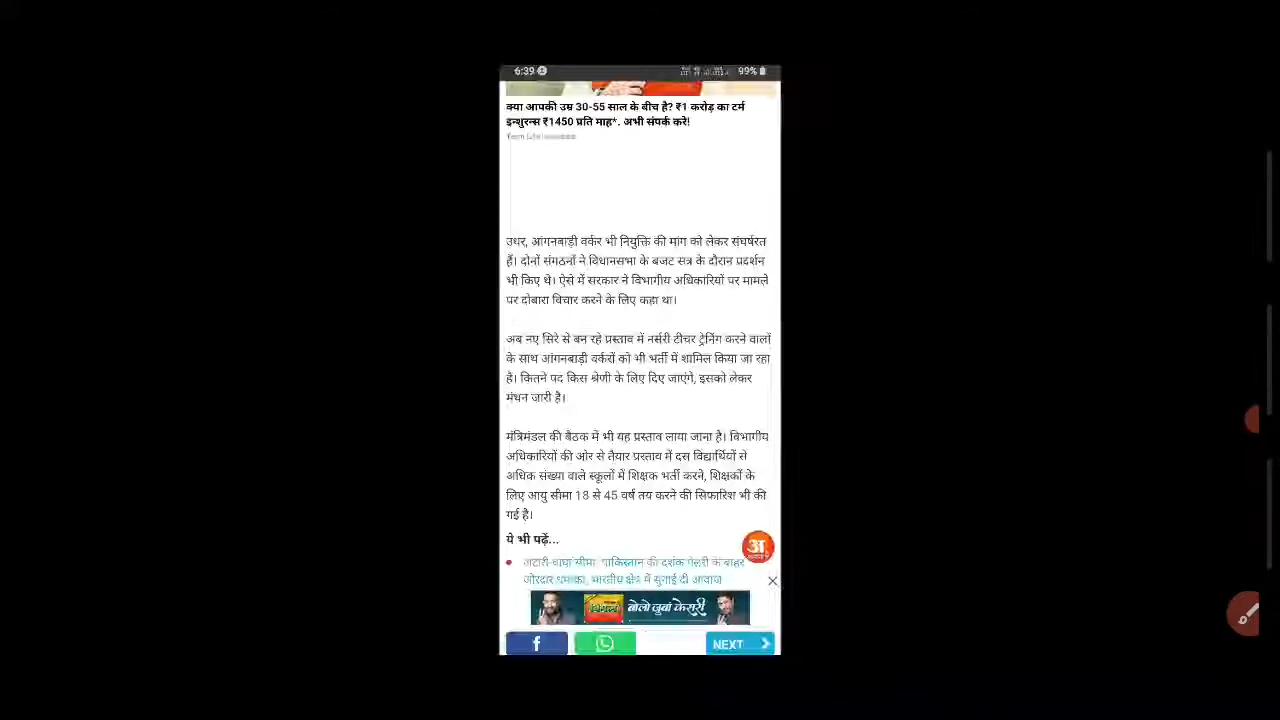 6:39
99%
क्या आपकी उम्र 30-55 साल के बीच है? ₹1 करोड़ का टर्म
इन्शुरन्स ₹1450 प्रति माह*. अभी संपर्क करे!
उधर, आंगनबाड़ी वर्कर भी नियुक्ति की मांग को लेकर संघर्षरत
हैं। दोनों संगठनों ने विधानसभा के बजट सत्र के दौरान प्रदर्शन
भी किए थे। ऐसे में सरकार ने विभागीय अधिकारियों पर मामले
पर दोबारा विचार करने के लिए कहा था।
अब नए सिरे से बन रहे प्रस्ताव में नर्सरी टीचर ट्रेनिंग करने वालों
के साथ आंगनबाड़ी वर्करों को भी भर्ती में शामिल किया जा रहा
है। कितने पद किस श्रेणी के लिए दिए जाएंगे, इसको लेकर
मंथन जारी है।
मंत्रिमंडल की बैठक में भी यह प्रस्ताव लाया जाना है। विभागीय
अधिकारियों की ओर से तैयार प्रस्ताव में दस विद्यार्थियों से
अधिक संख्या वाले स्कूलों में शिक्षक भर्ती करने, शिक्षकों के
लिए आयु सीमा 18 से 45 वर्ष तय करने की सिफारिश भी की
गई है।
ये भी पढ़ें...
अ
अटारी-वाघा सीमा: पाकिस्तान की दर्शक गैलरी के बाहर
जोरदार धमाका, भारतीय क्षेत्र में सुनाई दी आवाज
बोलो ज़ुबां केसरी
NEXT